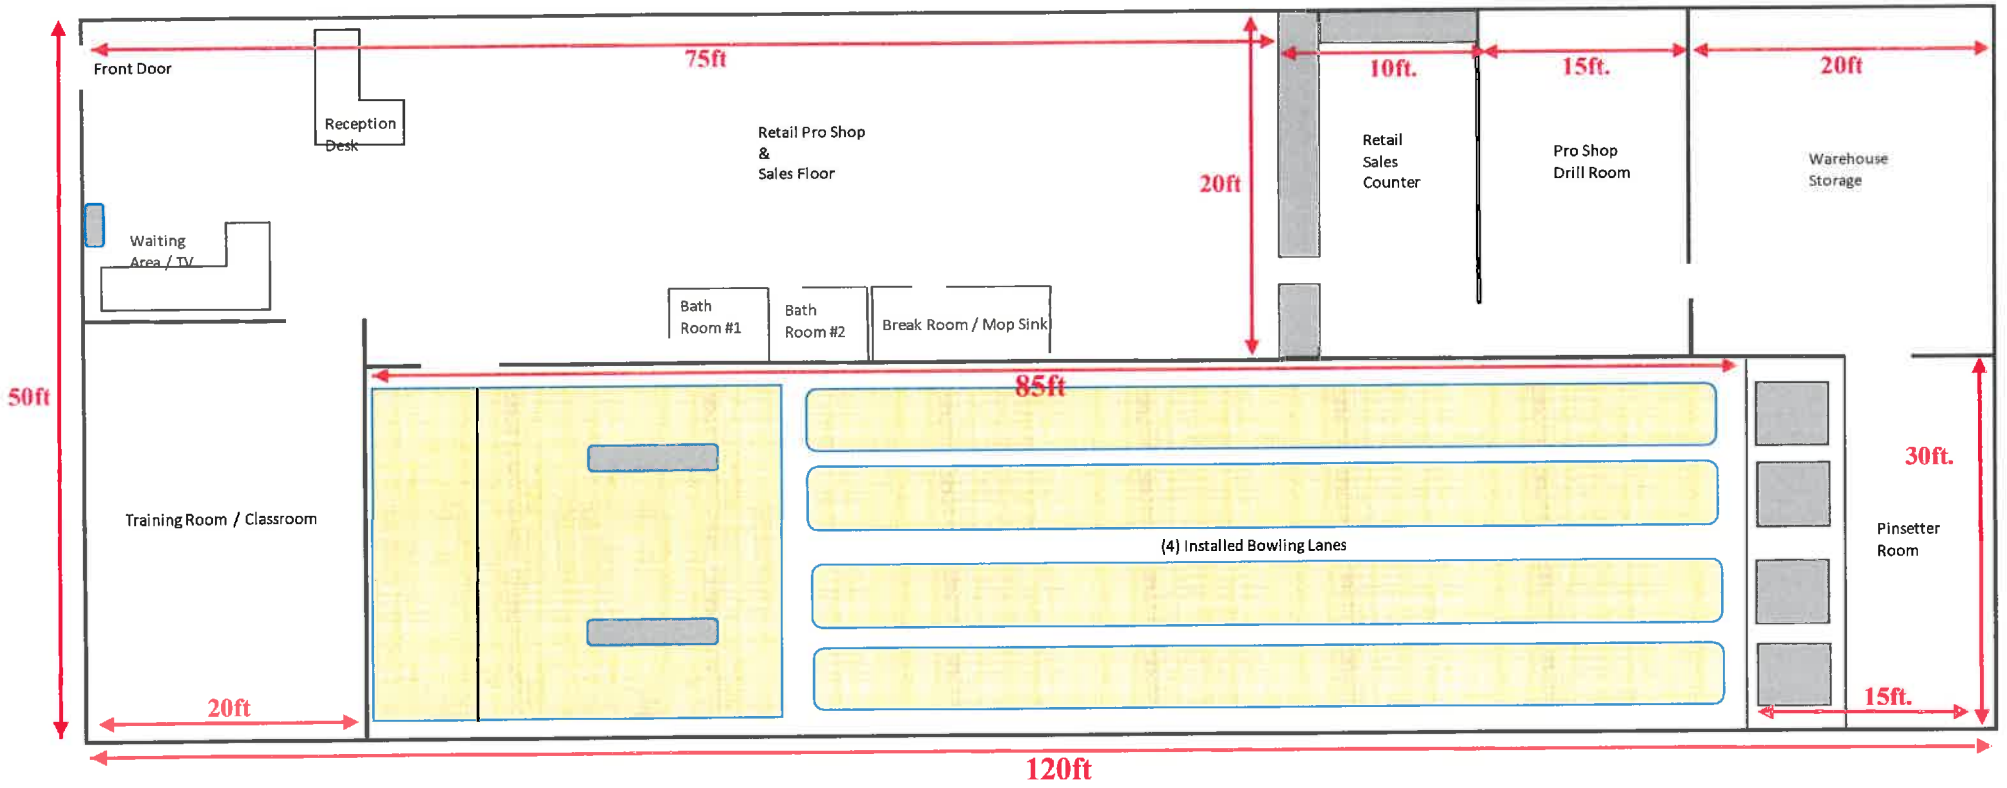 75ft
10ft.
15ft.
20ft
Front Door
Reception
Desk
Retail Pro Shop
&
Sales Floor
Retail
Sales
Counter
Pro Shop
Drill Room
Warehouse
Storage
20ft
Waiting
Area / TV
Bath
Room #1
Bath
Room #2
Break Room / Mop Sink
50ft
85ft
30ft.
Training Room / Classroom
(4) Installed Bowling Lanes
Pinsetter
Room
20ft
15ft.
120ft